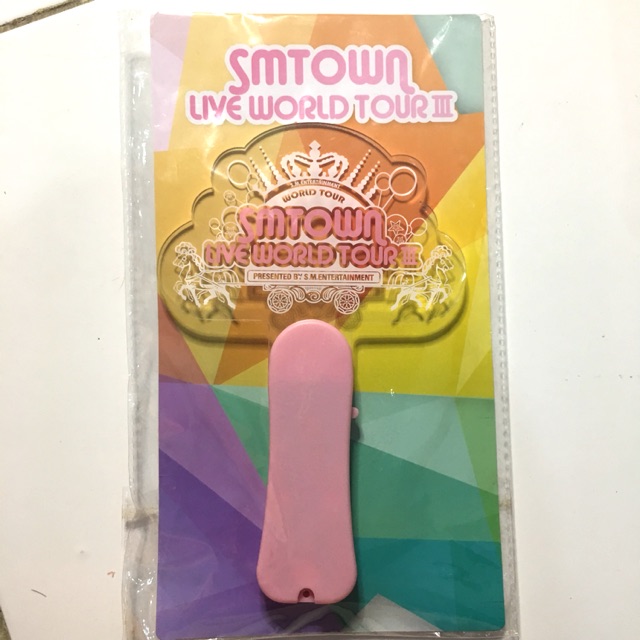 SMTOWN
LIVE WORLD TOUR III
S.M.Entertainment
WORLD TOUR
SMTOWN
LIVE WORLD TOUR III
PRESENTED BY S.M.ENTERTAINMENT